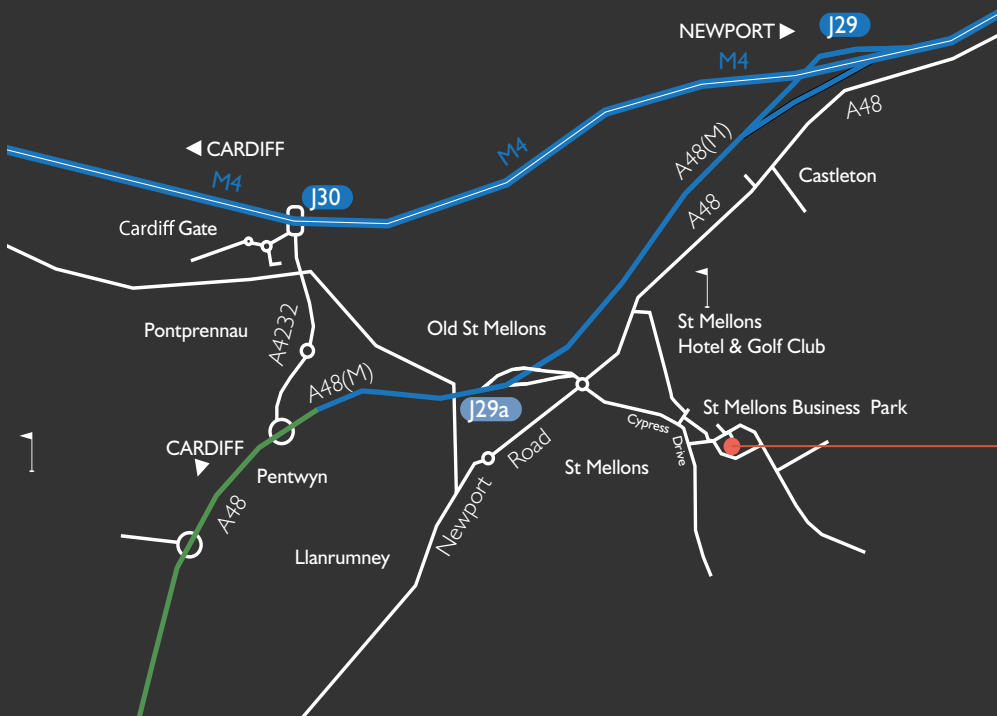 NEWPORT
J29
M4
A48
CARDIFF
M4
M4
A48(M)
Castleton
J30
A48
Cardiff Gate
A4232
Pontprennau
Old St Mellons
St Mellons
Hotel & Golf Club
A48(M)
J29a
St Mellons Business Park
Cypress
Drive
CARDIFF
Road
St Mellons
Pentwyn
A48
Newport
Llanrumney